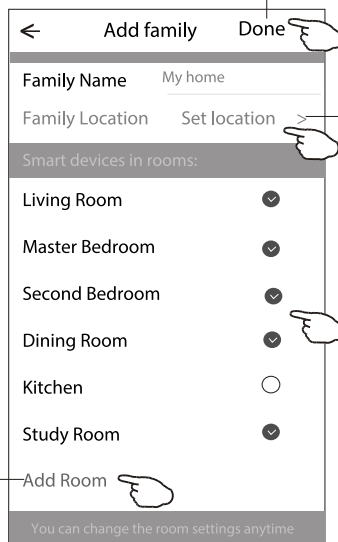 Add family Done
Family Name My home
Family Location Set location >
Smart devices in rooms:
Living Room
Master Bedroom
Second Bedroom
Dining Room
Kitchen
Study Room
Add Room
You can change the room settings anytime